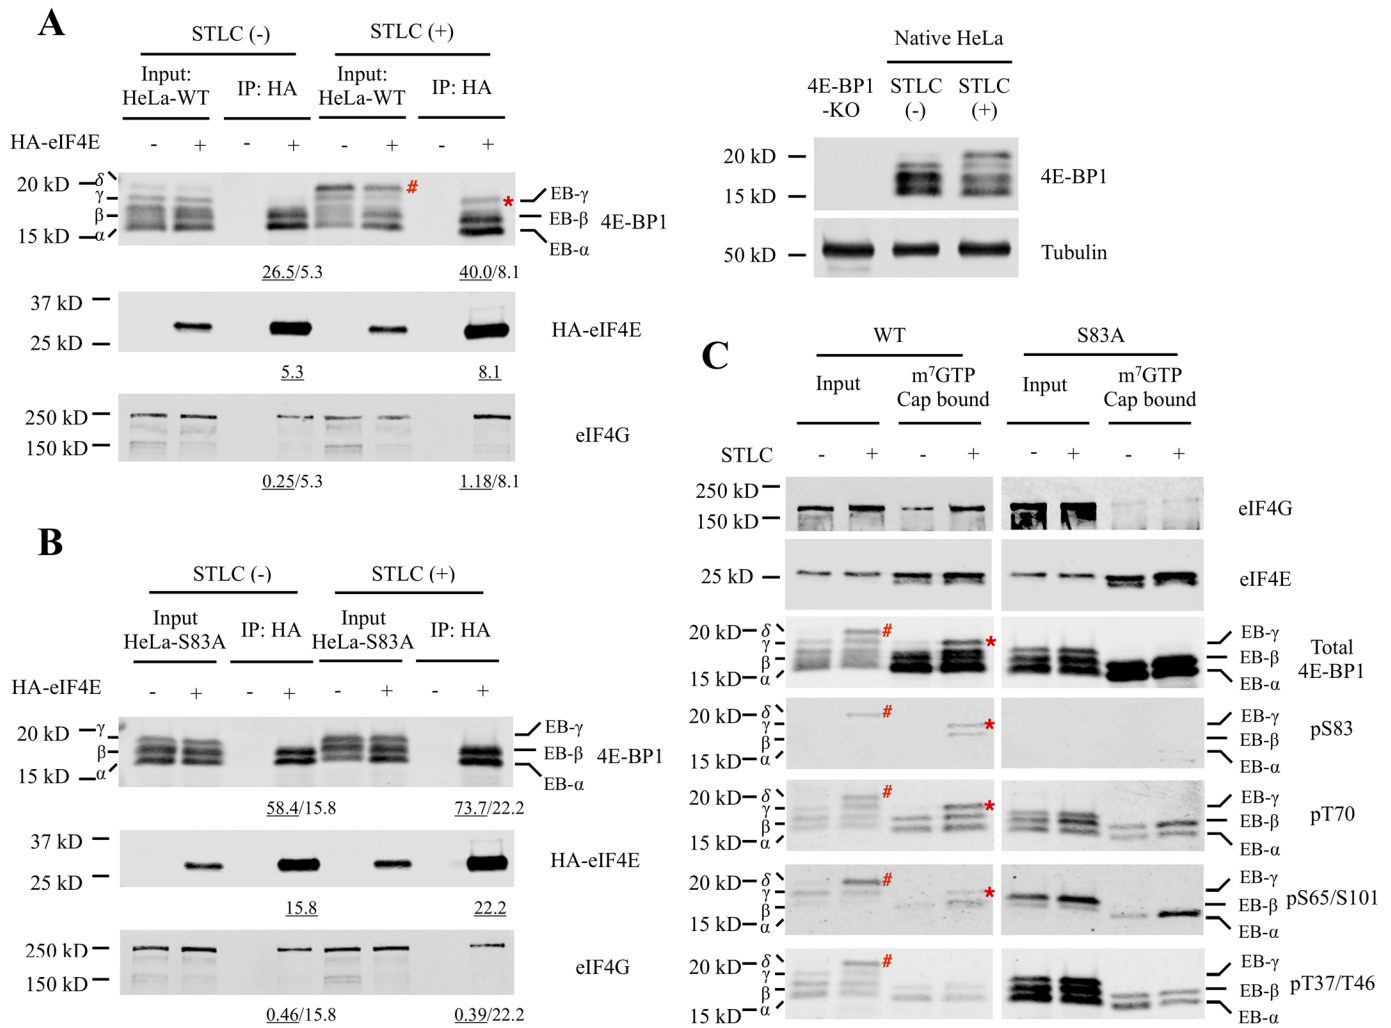 A
STLC (-)
STLC (+)
Input:
HeLa-WT
IP: HA
Input:
HeLa-WT
IP: HA
HA-eIF4E
- + - + - + - +
20 kD
15 kD
δ
γ
β
α
#
*
EB-γ
EB-β
EB-α
4E-BP1
26.5/5.3
40.0/8.1
37 kD
25 kD
HA-eIF4E
5.3
8.1
250 kD
150 kD
eIF4G
0.25/5.3
1.18/8.1
Native HeLa
4E-BP1
-KO
STLC
(-)
STLC
(+)
20 kD
15 kD
4E-BP1
50 kD
Tubulin
B
STLC (-)
STLC (+)
Input
HeLa-S83A
IP: HA
Input
HeLa-S83A
IP: HA
HA-eIF4E
- + - + - + - +
20 kD
15 kD
γ
β
α
EB-γ
EB-β
EB-α
4E-BP1
58.4/15.8
73.7/22.2
37 kD
25 kD
HA-eIF4E
15.8
22.2
250 kD
150 kD
eIF4G
0.46/15.8
0.39/22.2
C
WT
S83A
Input
m⁷GTP
Cap bound
Input
m⁷GTP
Cap bound
STLC
- + - + - + - +
250 kD
150 kD
eIF4G
25 kD
eIF4E
20 kD
15 kD
δ
γ
β
α
#
*
EB-γ
EB-β
EB-α
Total
4E-BP1
20 kD
15 kD
δ
γ
β
α
#
*
EB-γ
EB-β
EB-α
pS83
20 kD
15 kD
δ
γ
β
α
#
*
EB-γ
EB-β
EB-α
pT70
20 kD
15 kD
δ
γ
β
α
#
*
EB-γ
EB-β
EB-α
pS65/S101
20 kD
15 kD
δ
γ
β
α
#
EB-γ
EB-β
EB-α
pT37/T46